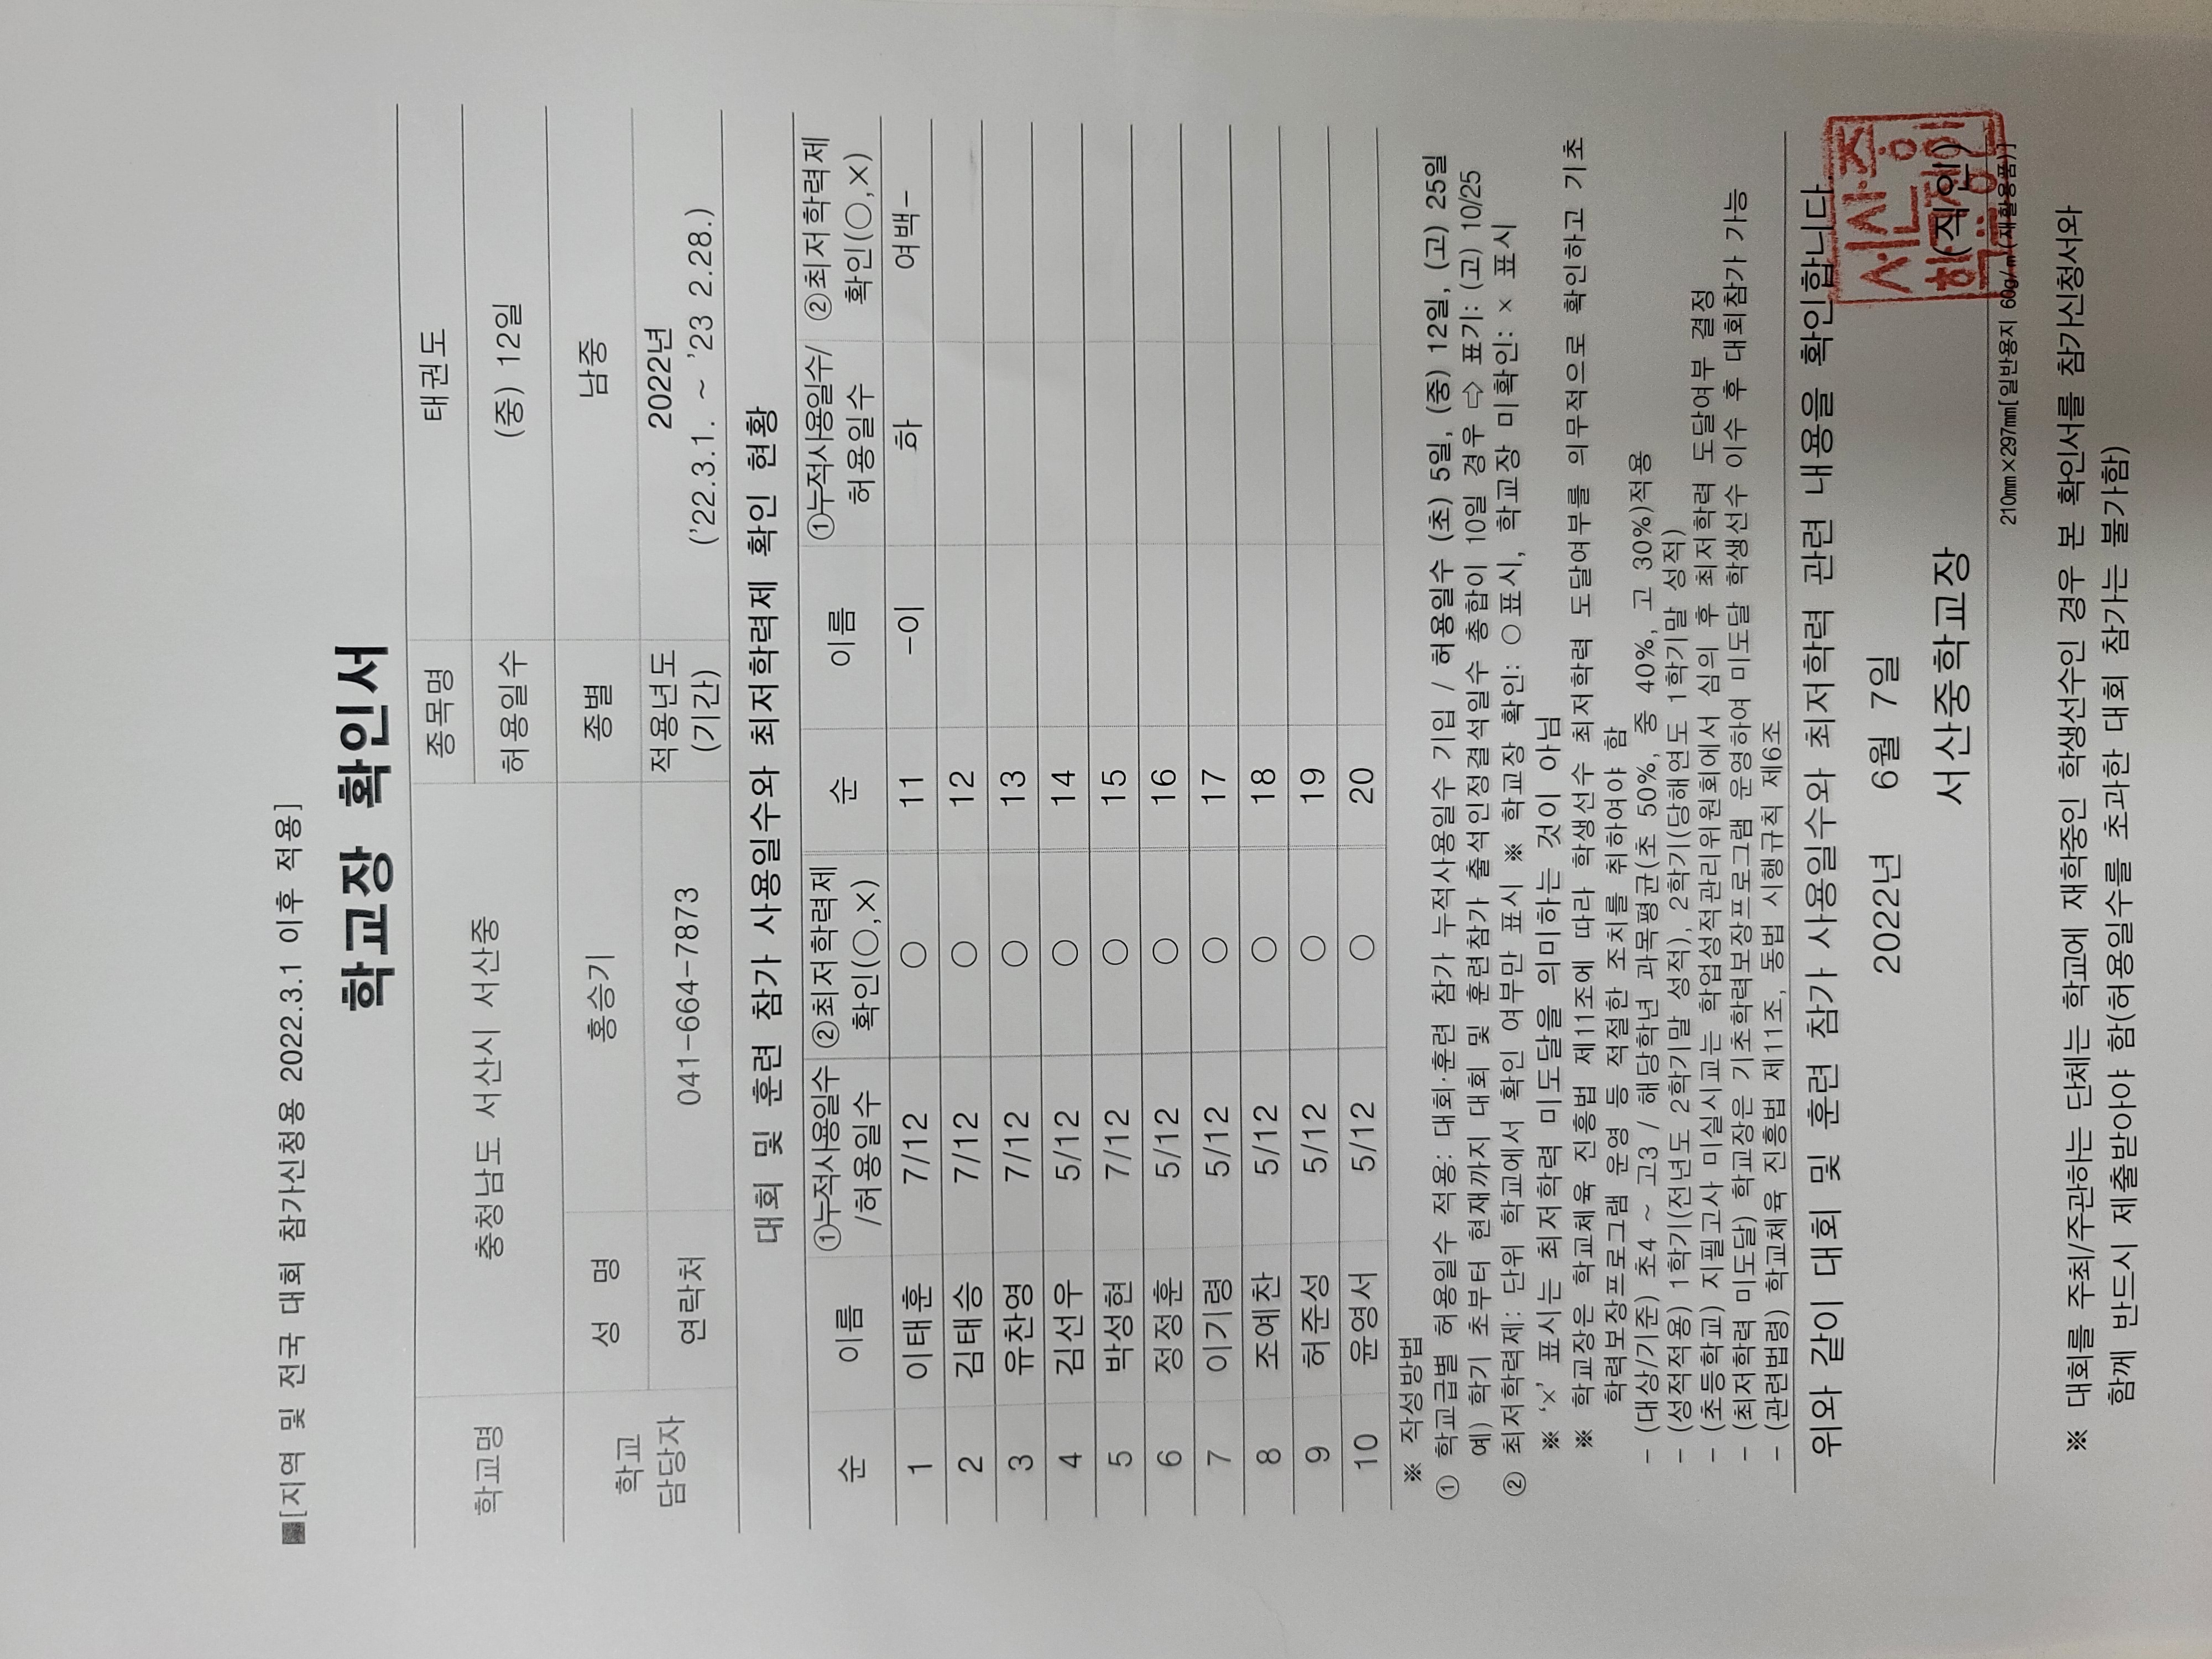 ■[지역 및 전국 대회 참가신청용 2022.3.1 이후 적용]
학교장 확인서
학교명 충청남도 서산시 서산중 종목명 태권도
허용일수 (중) 12일
학교 담당자 성 명 홍승기 종별 남중
연락처 041-664-7873 적용년도 (기간) 2022년 ('22.3.1. ~ '23 2.28.)
대회 및 훈련 참가 사용일수와 최저학력제 확인 현황
순 이름 ①누적사용일수/허용일수 ②최저학력제 확인(○,×) 순 이름 ①누적사용일수/허용일수 ②최저학력제 확인(○,×)
1 이태훈 7/12 ○ 11 -이 하 여백-
2 김태승 7/12 ○ 12
3 유찬영 7/12 ○ 13
4 김선우 5/12 ○ 14
5 박성현 7/12 ○ 15
6 정정훈 5/12 ○ 16
7 이기령 5/12 ○ 17
8 조예찬 5/12 ○ 18
9 허준성 5/12 ○ 19
10 윤영서 5/12 ○ 20
※ 작성방법
① 학교급별 허용일수 적용: 대회·훈련 참가 누적사용일수 기입 / 허용일수 (초) 5일, (중) 12일, (고) 25일
예) 학기 초부터 현재까지 대회 및 훈련참가 출석인정결석일수 총합이 10일 경우 ⇨ 표기: (고) 10/25
② 최저학력제: 단위 학교에서 확인 여부만 표시 ※ 학교장 확인: ○ 표시, 학교장 미확인: × 표시
※ '×' 표시는 최저학력 미도달을 의미하는 것이 아님
※ 학교장은 학교체육 진흥법 제11조에 따라 학생선수 최저학력 도달여부를 의무적으로 확인하고 기초
학력보장프로그램 운영 등 적절한 조치를 취하여야 함
- (대상/기준) 초4 ~ 고3 / 해당학년 과목평균(초 50%, 중 40%, 고 30%)적용
- (성적적용) 1학기(전년도 2학기말 성적), 2학기(당해연도 1학기말 성적)
- (초등학교) 지필고사 미실시교는 학업성적관리위원회에서 심의 후 최저학력 도달여부 결정
- (최저학력 미도달) 학교장은 기초학력보장프로그램 운영하여 미도달 학생선수 이수 후 대회참가 가능
- (관련법령) 학교체육 진흥법 제11조, 동법 시행규칙 제6조
위와 같이 대회 및 훈련 참가 사용일수와 최저학력 관련 내용을 확인합니다.
2022년 6월 7일
서산중학교장 (직인)
210mm×297mm[일반용지 60g/㎡(재활용품)]
※ 대회를 주최/주관하는 단체는 학교에 재학중인 학생선수인 경우 본 확인서를 참가신청서와
함께 반드시 제출받아야 함(허용일수를 초과한 대회 참가는 불가함)